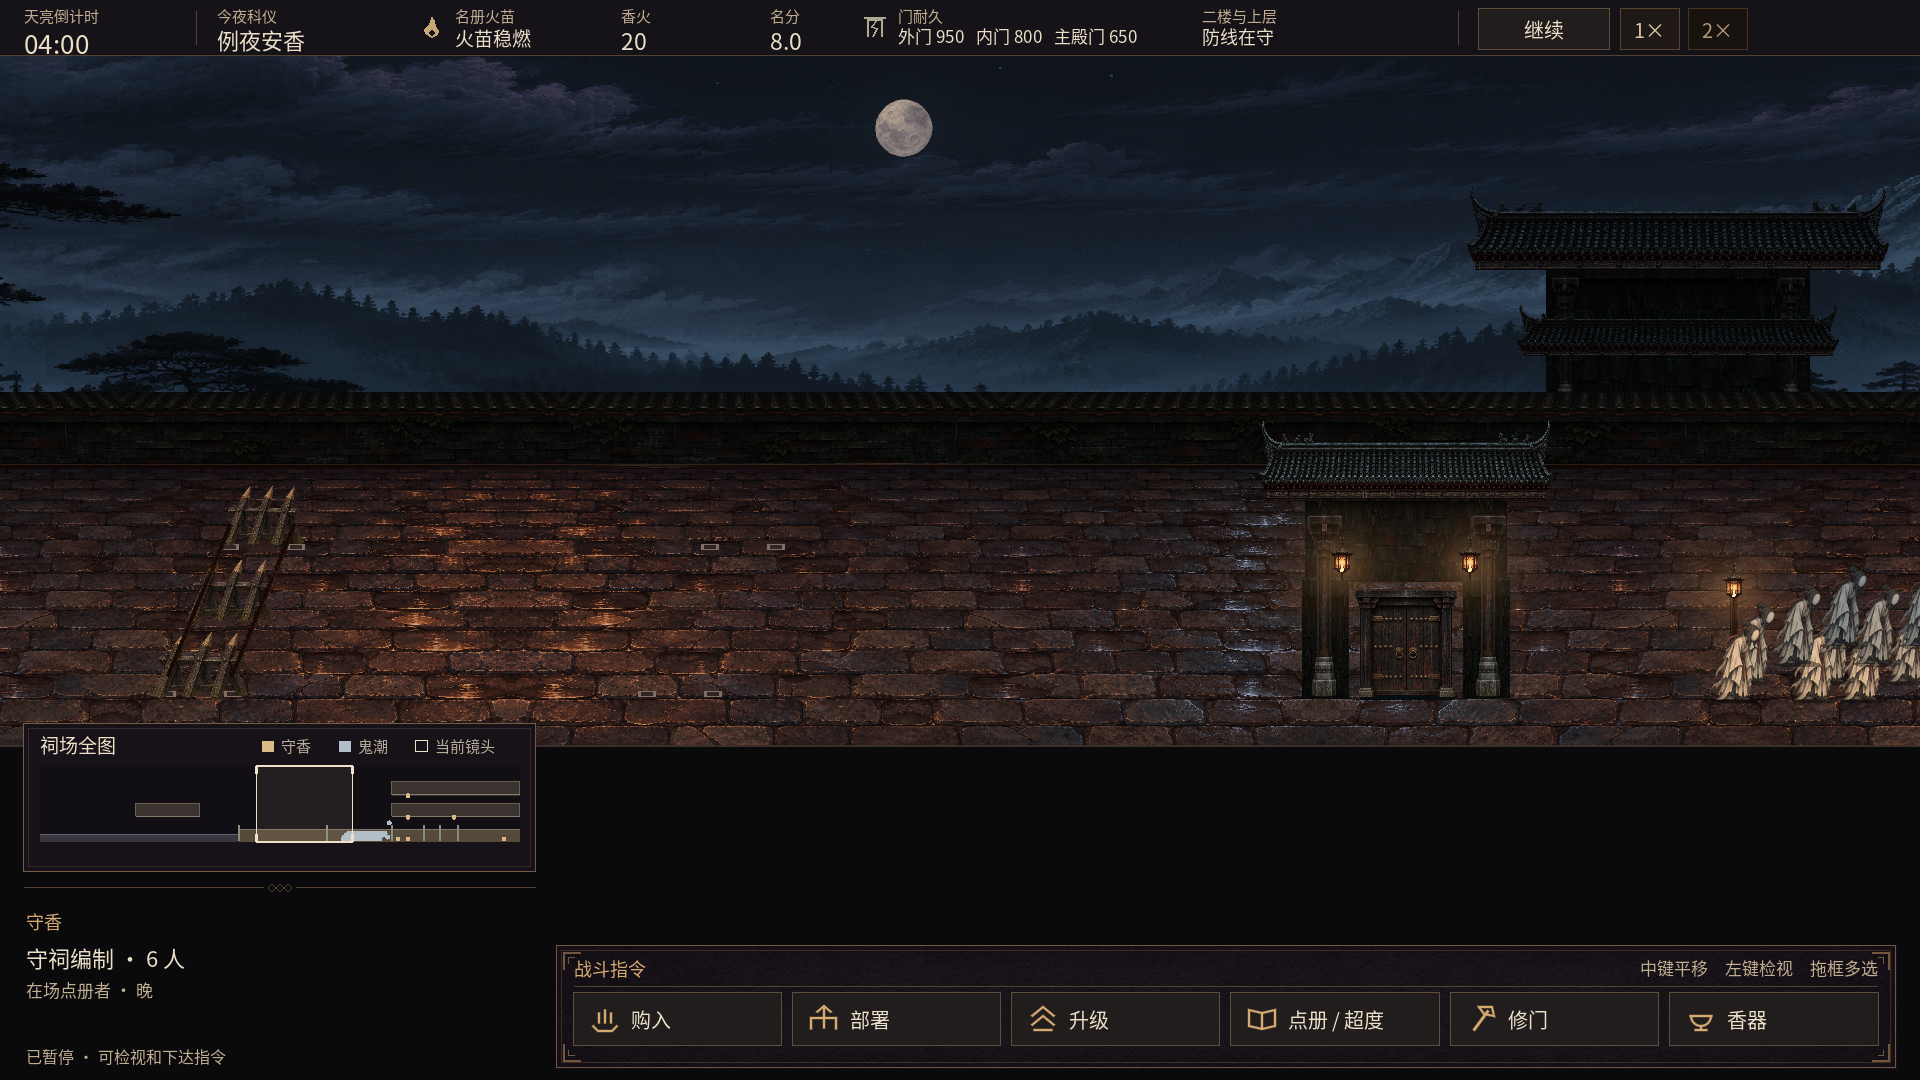 天亮倒计时
04:00
今夜科仪
例夜安香
名册火苗
火苗稳燃
香火
20
名分
8.0
门耐久
外门 950 内门 800 主殿门 650
二楼与上层
防线在守
继续
1×
2×
祠场全图
守香
鬼潮
当前镜头
守香
守祠编制 · 6 人
在场点册者 · 晚
已暂停 · 可检视和下达指令
战斗指令
中键平移 左键检视 拖框多选
购入
部署
升级
点册 / 超度
修门
香器